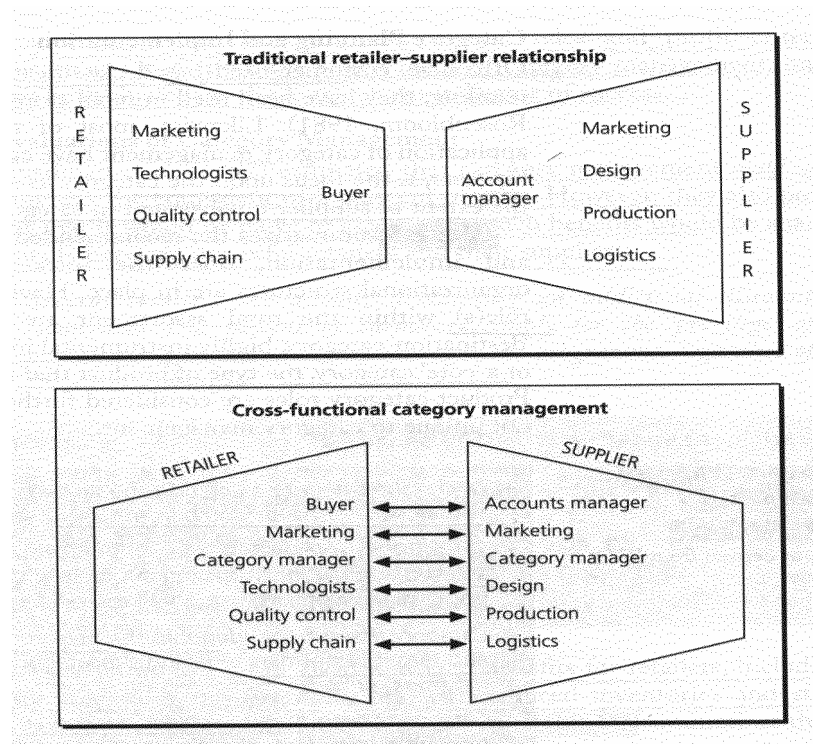 Traditional retailer–supplier relationship
RETAILER
Marketing
Technologists
Quality control
Supply chain
Buyer
Account
manager
Marketing
Design
Production
Logistics
SUPPLIER
Cross-functional category management
RETAILER
SUPPLIER
Buyer Accounts manager
Marketing Marketing
Category manager Category manager
Technologists Design
Quality control Production
Supply chain Logistics